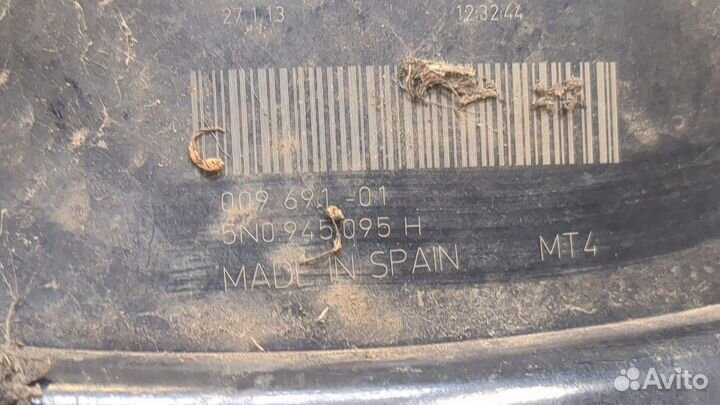 27.1.13 12:32:44
009 691 -01
5N0 945 095 H
MADE IN SPAIN MT4
Avito